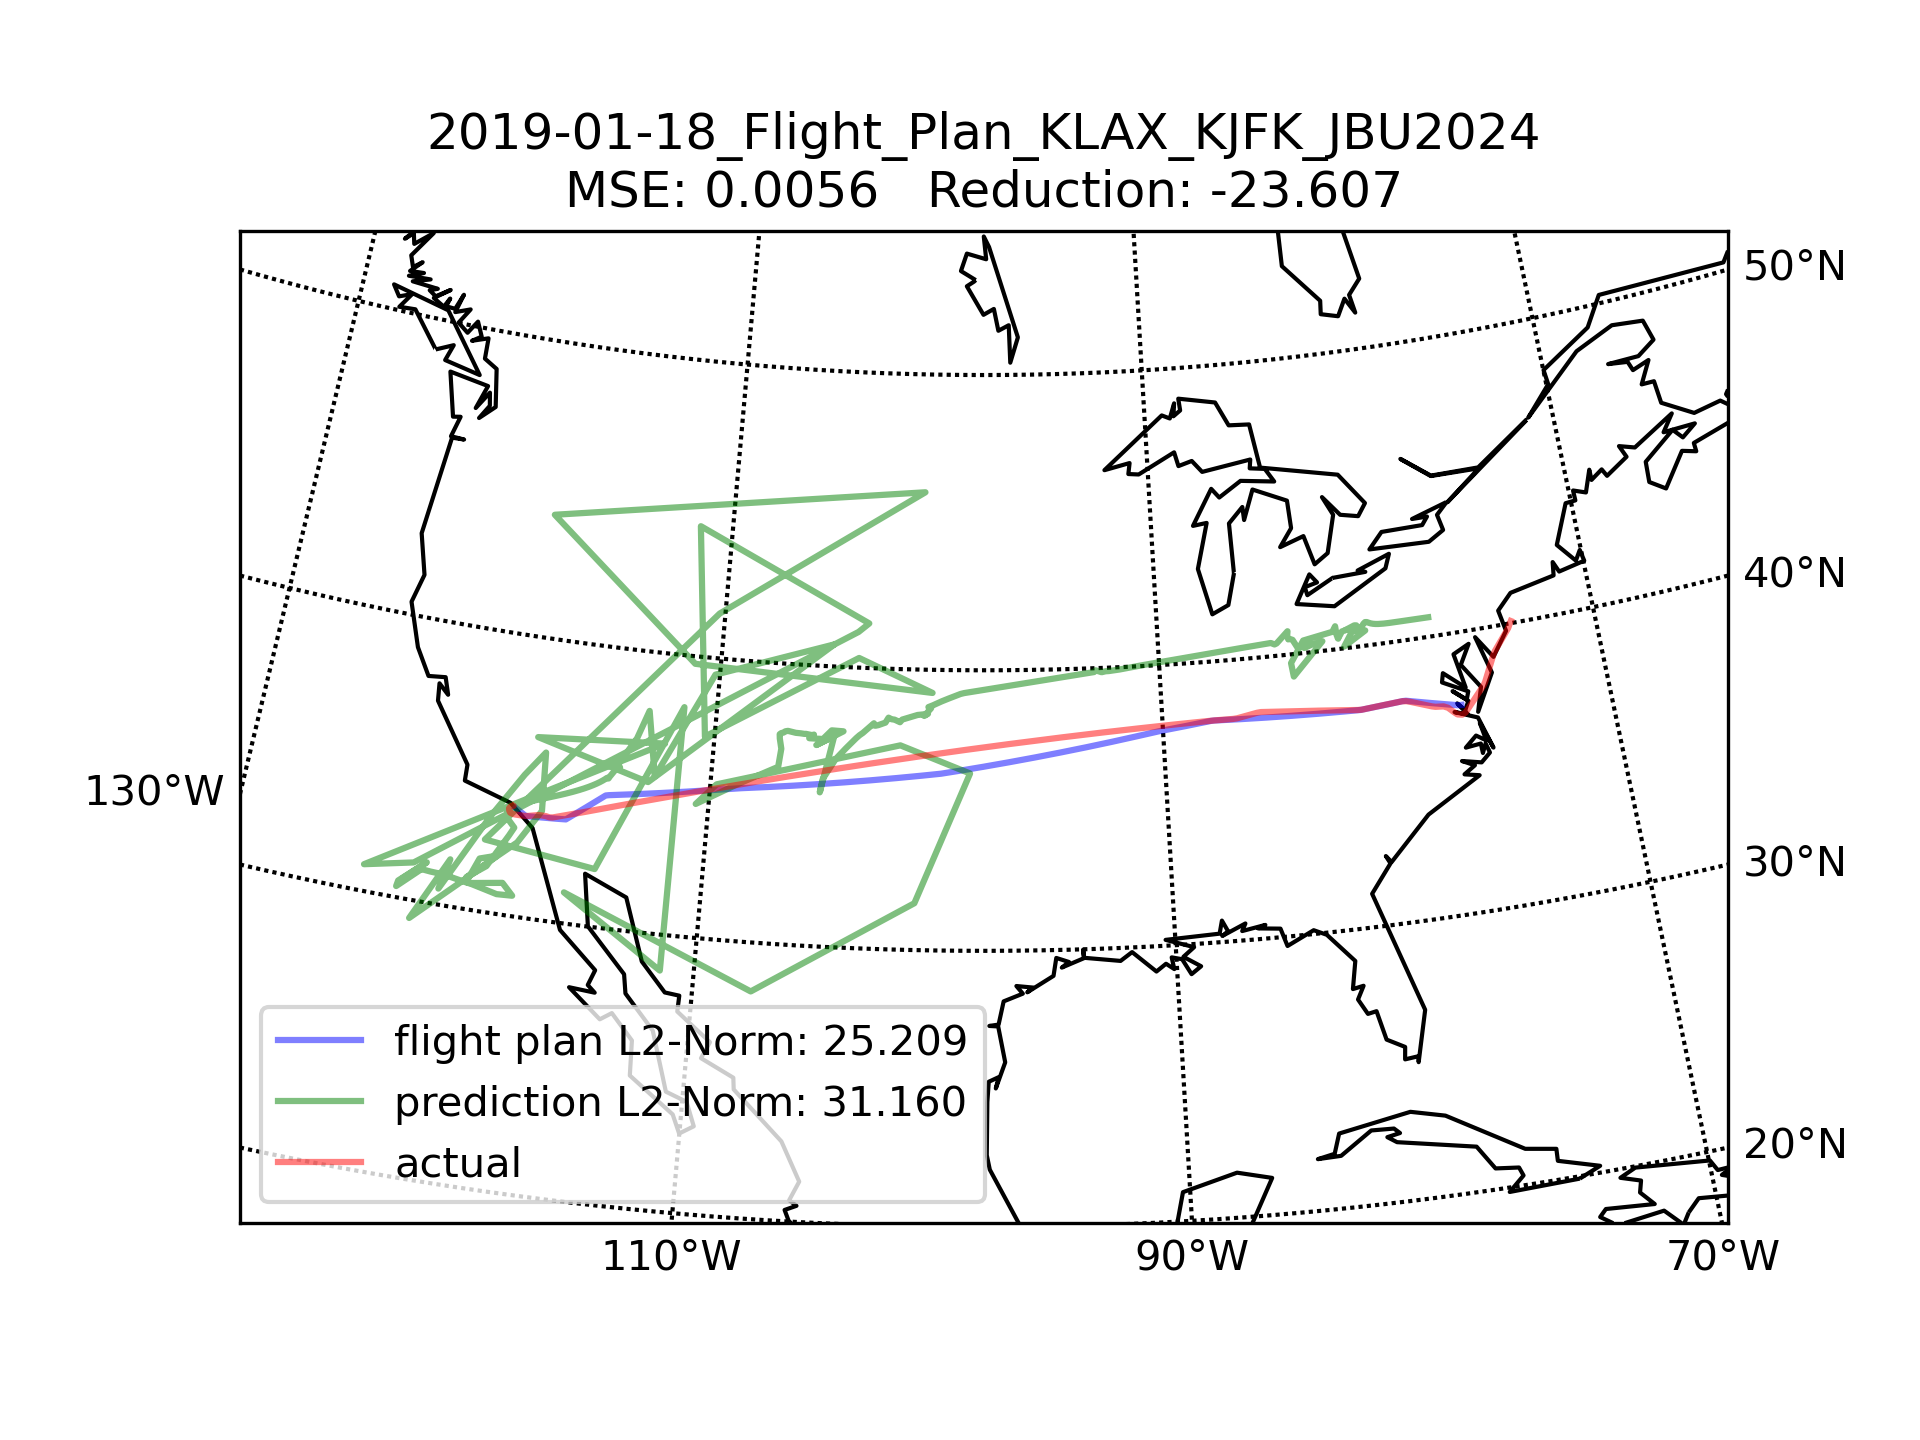 2019-01-18_Flight_Plan_KLAX_KJFK_JBU2024
MSE: 0.0056   Reduction: -23.607
50°N
40°N
130°W
30°N
flight plan L2-Norm: 25.209
prediction L2-Norm: 31.160
actual
20°N
110°W
90°W
70°W